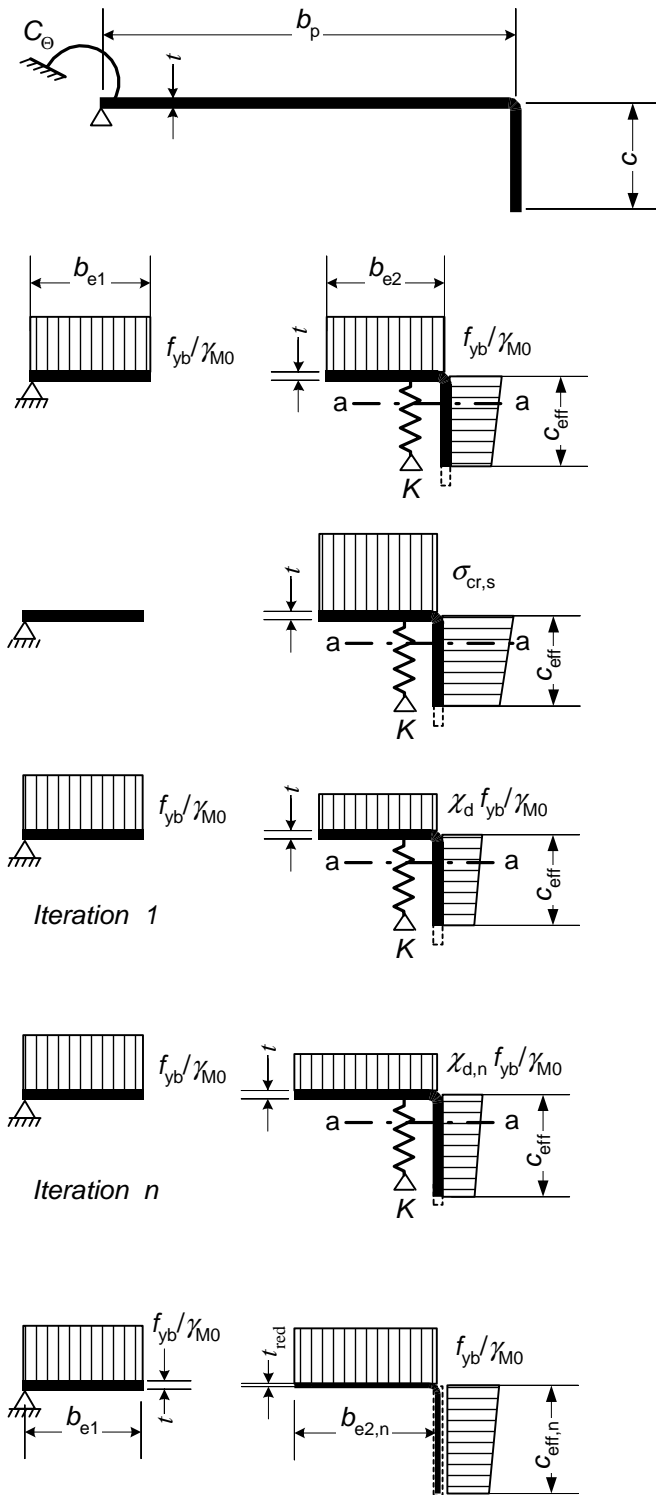 b_p
C_Θ
t
c
b_e1
b_e2
t
f_yb/γ_M0
f_yb/γ_M0
a a
c_eff
K
t
σ_cr,s
a a
c_eff
K
f_yb/γ_M0
t
χ_d f_yb/γ_M0
a a
c_eff
Iteration 1
K
f_yb/γ_M0
t
χ_d,n f_yb/γ_M0
a a
c_eff
Iteration n
K
f_yb/γ_M0
t_red
f_yb/γ_M0
t
b_e1
b_e2,n
c_eff,n